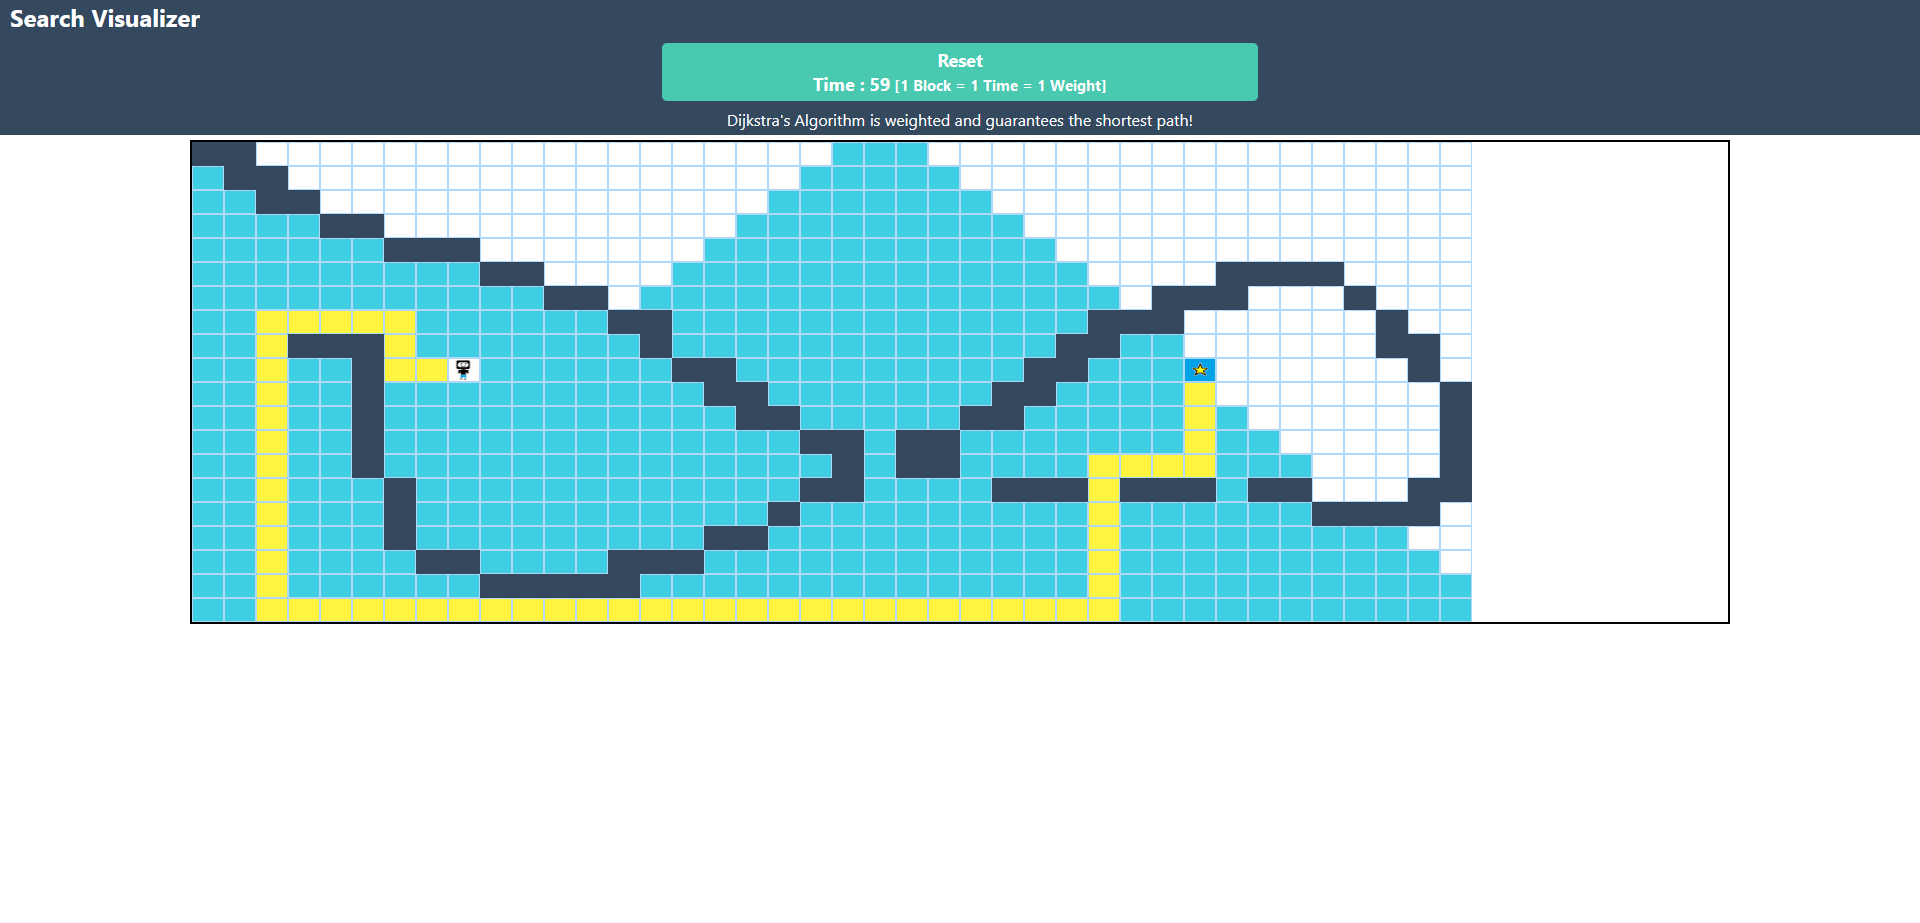 Search Visualizer
Reset
Time : 59 [1 Block = 1 Time = 1 Weight]
Dijkstra's Algorithm is weighted and guarantees the shortest path!